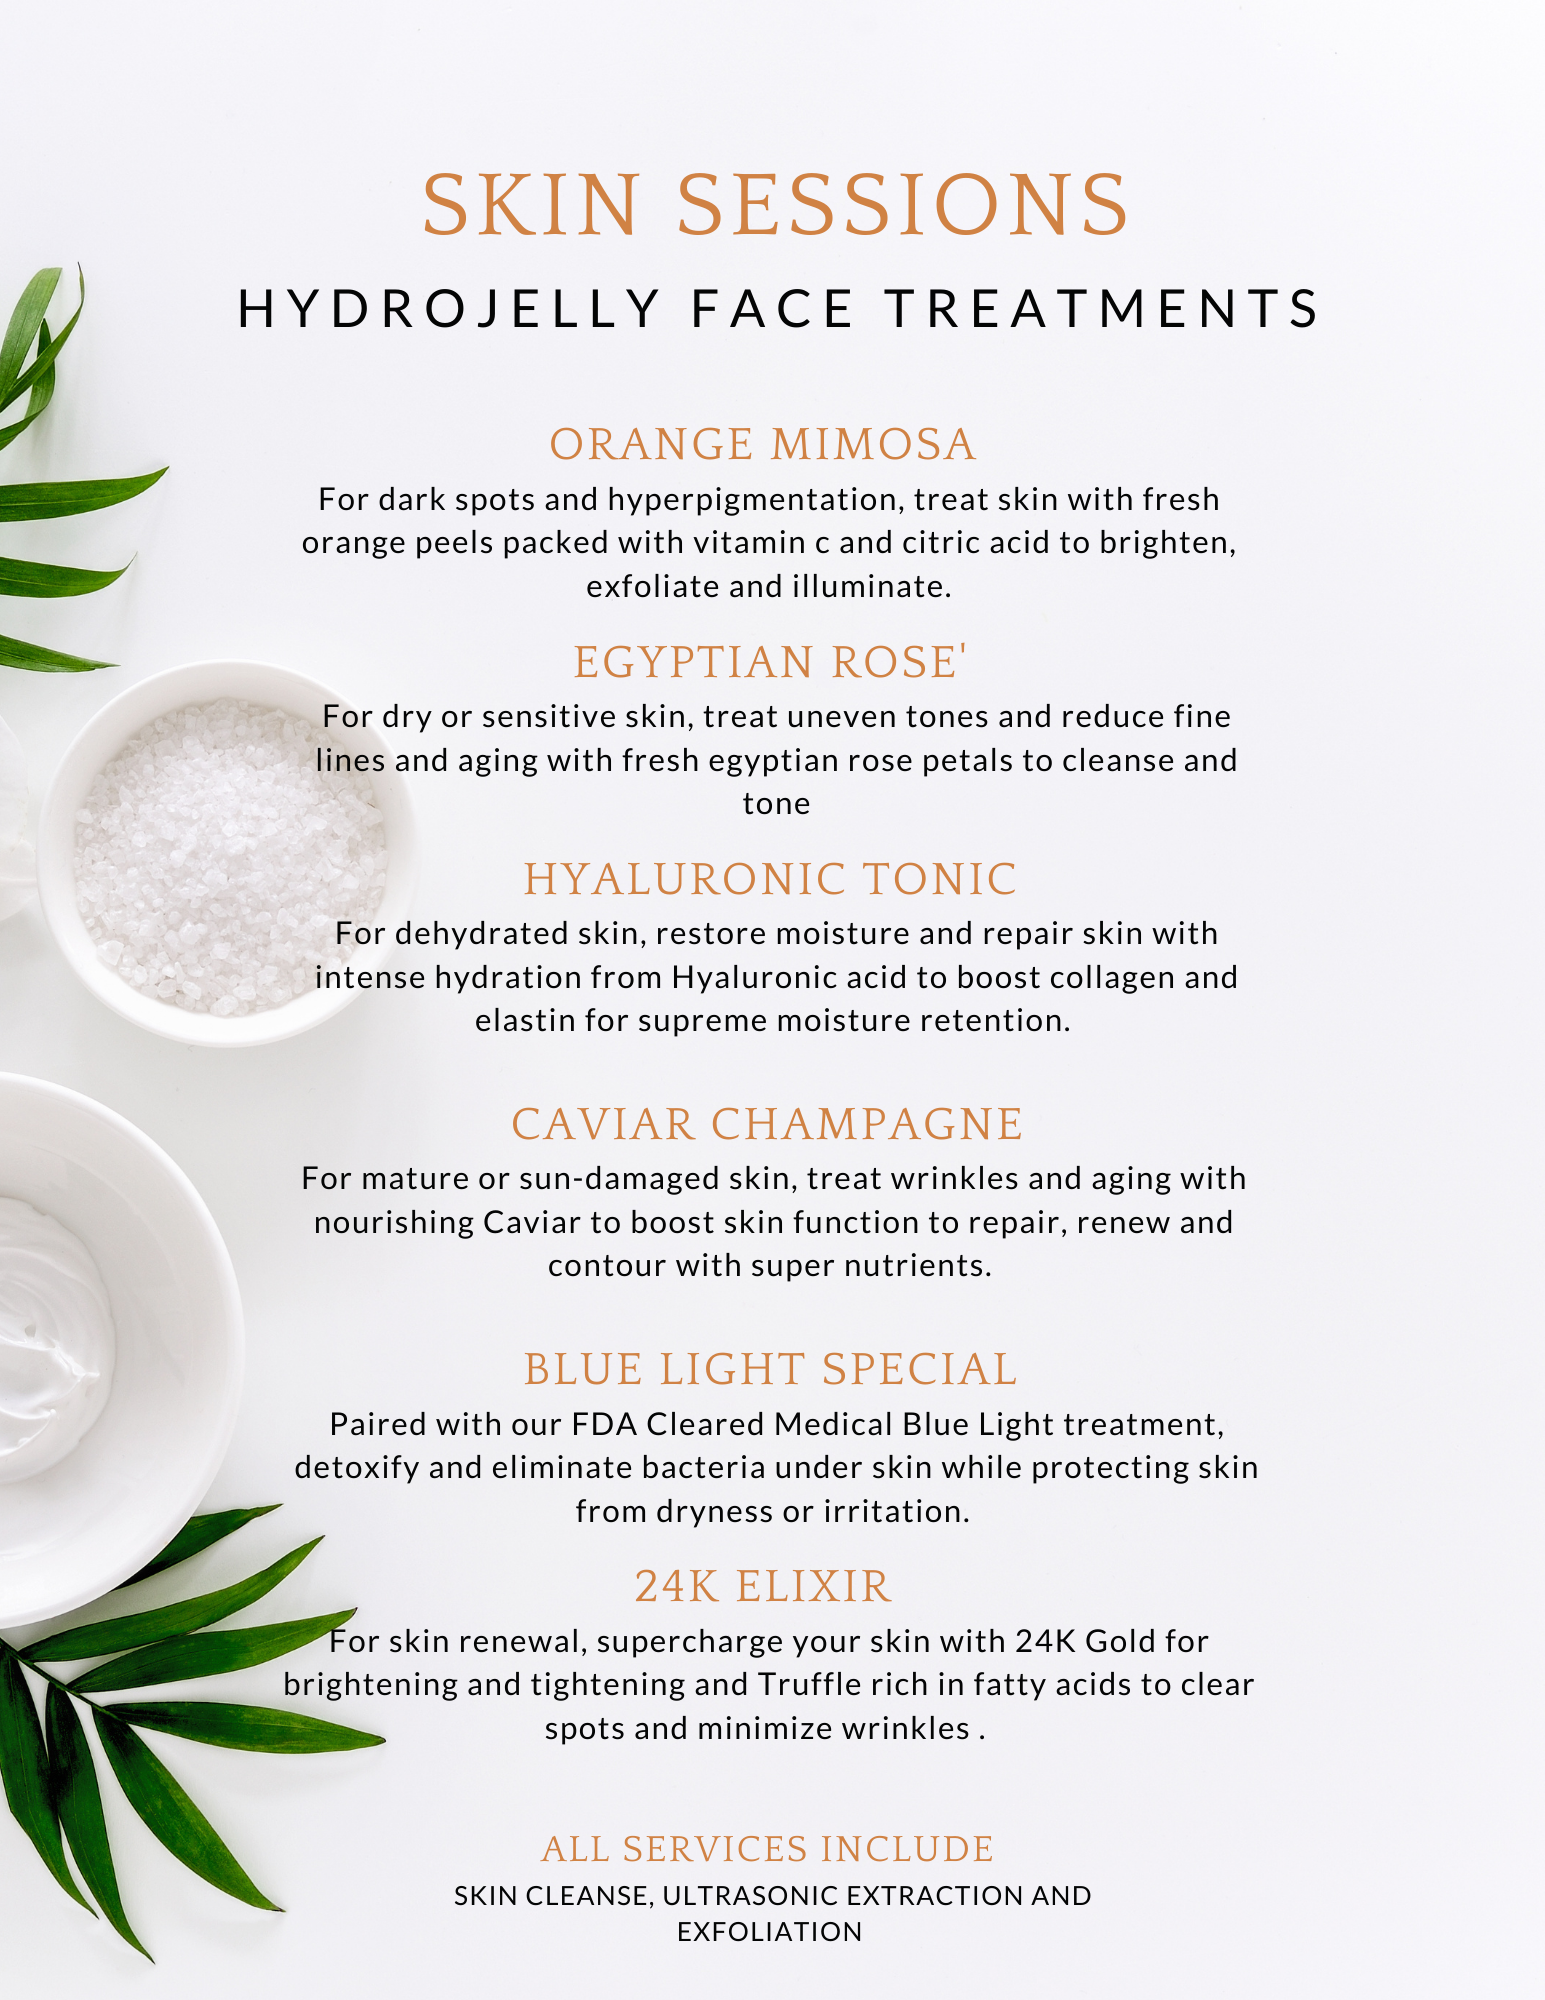 SKIN SESSIONS
HYDROJELLY FACE TREATMENTS
ORANGE MIMOSA
For dark spots and hyperpigmentation, treat skin with fresh
orange peels packed with vitamin c and citric acid to brighten,
exfoliate and illuminate.
EGYPTIAN ROSE'
For dry or sensitive skin, treat uneven tones and reduce fine
lines and aging with fresh egyptian rose petals to cleanse and
tone
HYALURONIC TONIC
For dehydrated skin, restore moisture and repair skin with
intense hydration from Hyaluronic acid to boost collagen and
elastin for supreme moisture retention.
CAVIAR CHAMPAGNE
For mature or sun-damaged skin, treat wrinkles and aging with
nourishing Caviar to boost skin function to repair, renew and
contour with super nutrients.
BLUE LIGHT SPECIAL
Paired with our FDA Cleared Medical Blue Light treatment,
detoxify and eliminate bacteria under skin while protecting skin
from dryness or irritation.
24K ELIXIR
For skin renewal, supercharge your skin with 24K Gold for
brightening and tightening and Truffle rich in fatty acids to clear
spots and minimize wrinkles .
ALL SERVICES INCLUDE
SKIN CLEANSE, ULTRASONIC EXTRACTION AND
EXFOLIATION